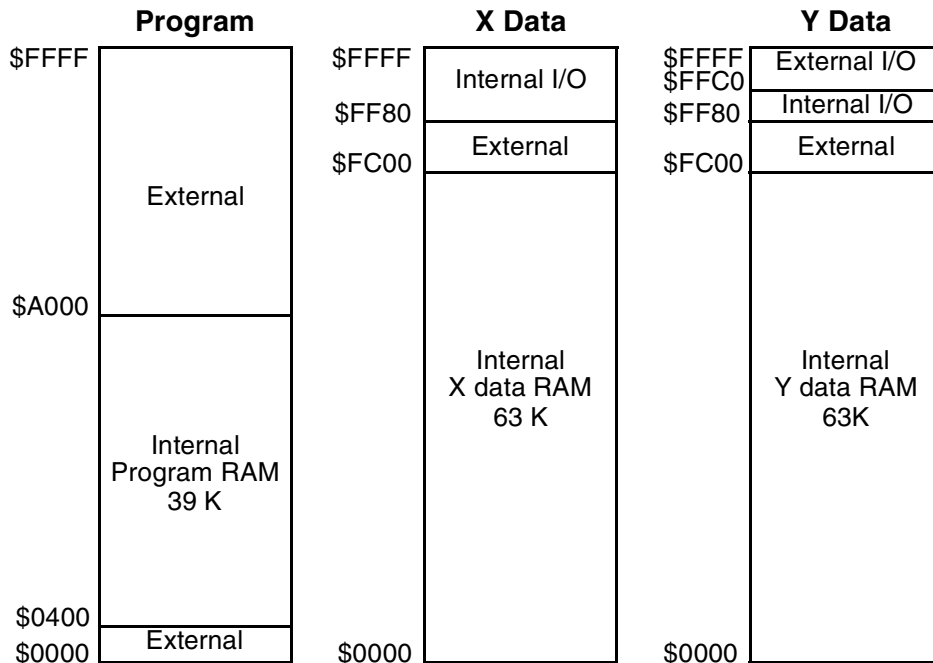 Program
$FFFF
External
$A000
Internal
Program RAM
39 K
$0400
External
$0000
X Data
$FFFF
Internal I/O
$FF80
External
$FC00
Internal
X data RAM
63 K
$0000
Y Data
$FFFF
External I/O
$FFC0
Internal I/O
$FF80
External
$FC00
Internal
Y data RAM
63K
$0000